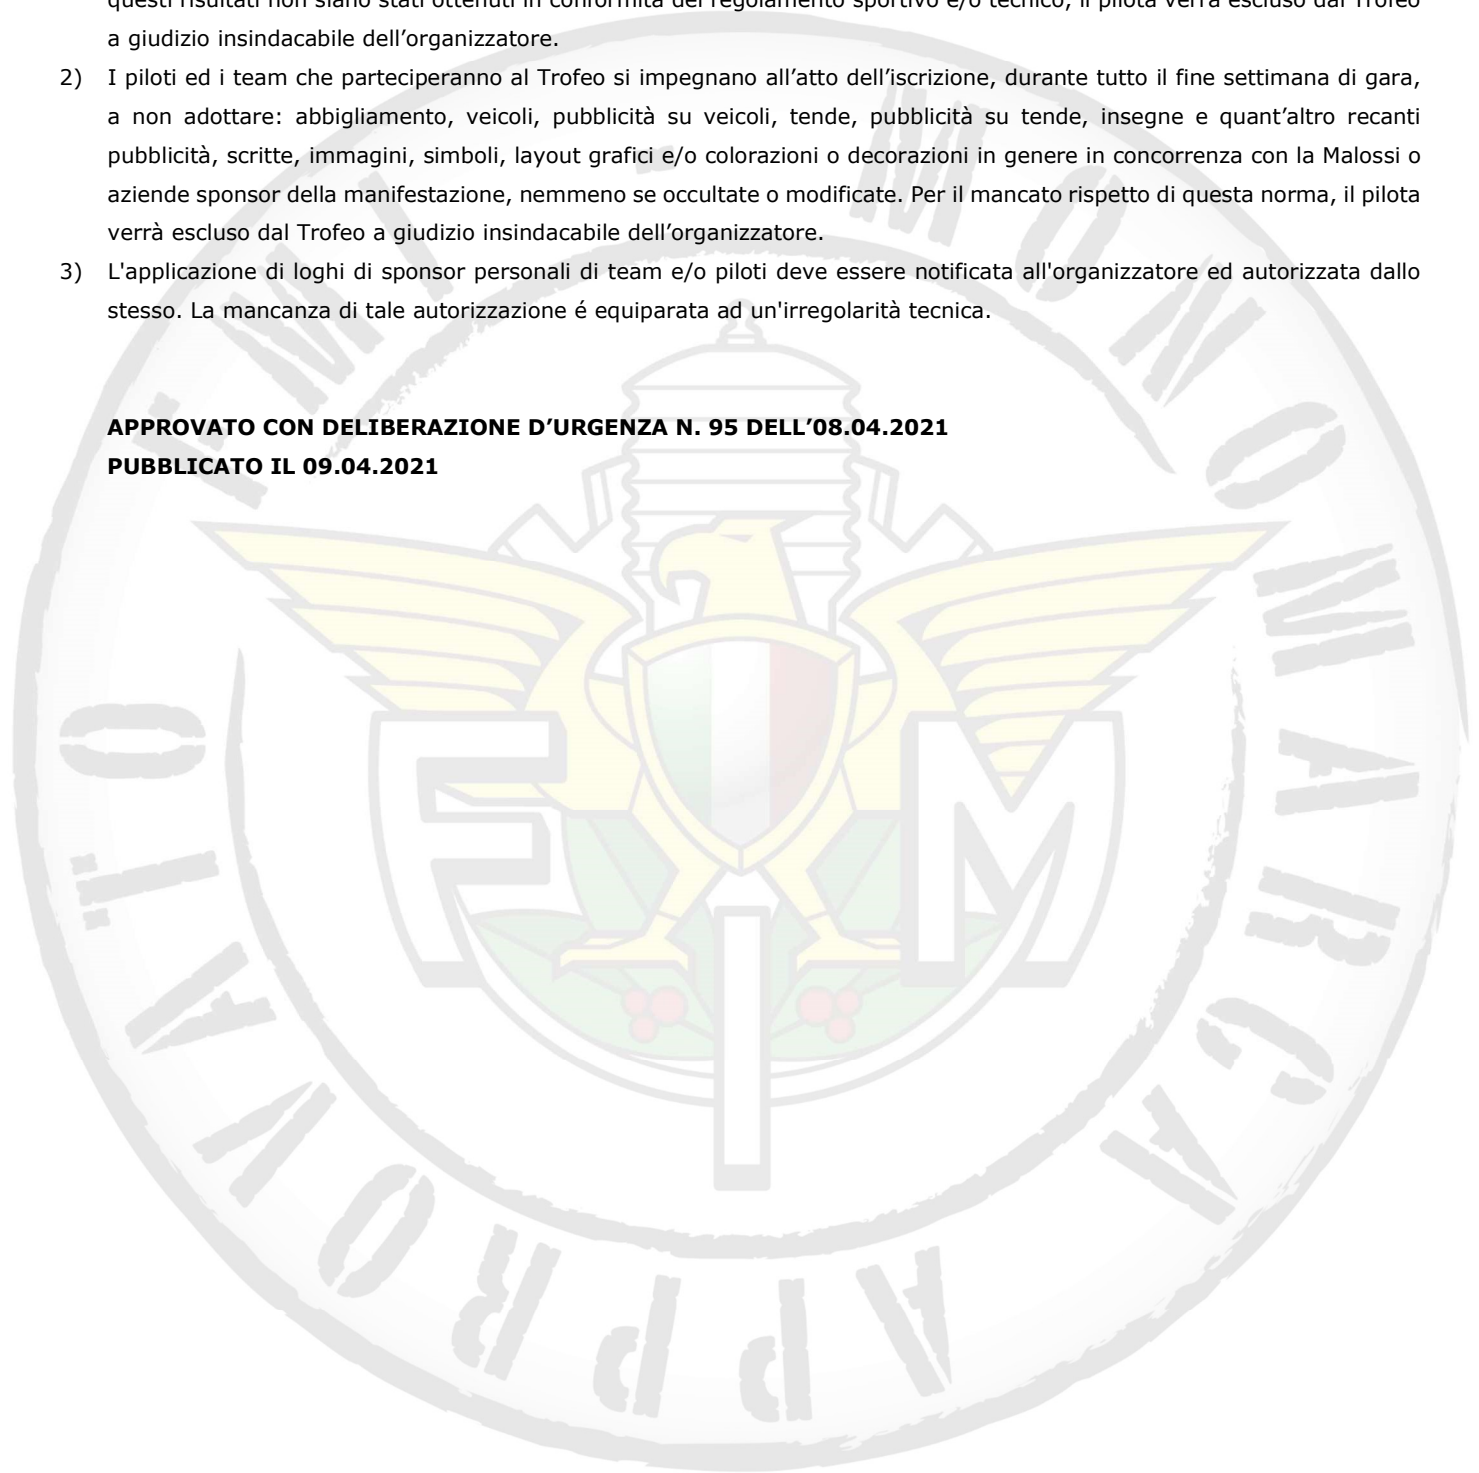 questi risultati non siano stati ottenuti in conformità del regolamento sportivo e/o tecnico, il pilota verrà escluso dal Trofeo
a giudizio insindacabile dell’organizzatore.
2) I piloti ed i team che parteciperanno al Trofeo si impegnano all’atto dell’iscrizione, durante tutto il fine settimana di gara,
a non adottare: abbigliamento, veicoli, pubblicità su veicoli, tende, pubblicità su tende, insegne e quant’altro recanti
pubblicità, scritte, immagini, simboli, layout grafici e/o colorazioni o decorazioni in genere in concorrenza con la Malossi o
aziende sponsor della manifestazione, nemmeno se occultate o modificate. Per il mancato rispetto di questa norma, il pilota
verrà escluso dal Trofeo a giudizio insindacabile dell’organizzatore.
3) L'applicazione di loghi di sponsor personali di team e/o piloti deve essere notificata all'organizzatore ed autorizzata dallo
stesso. La mancanza di tale autorizzazione é equiparata ad un'irregolarità tecnica.
APPROVATO CON DELIBERAZIONE D’URGENZA N. 95 DELL’08.04.2021
PUBBLICATO IL 09.04.2021
FMI - MONOMARCA APPROVATO
FMI